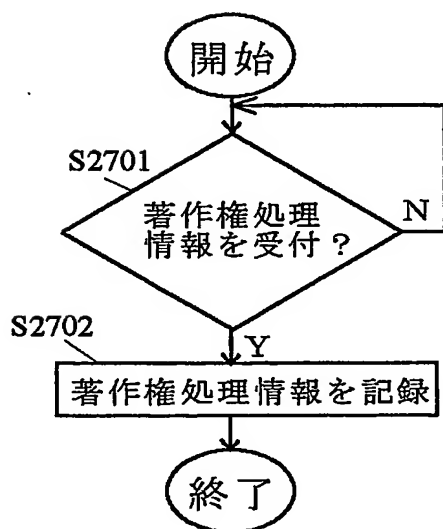 開始
S2701
著作権処理
情報を受付？
N
S2702
Y
著作権処理情報を記録
終了